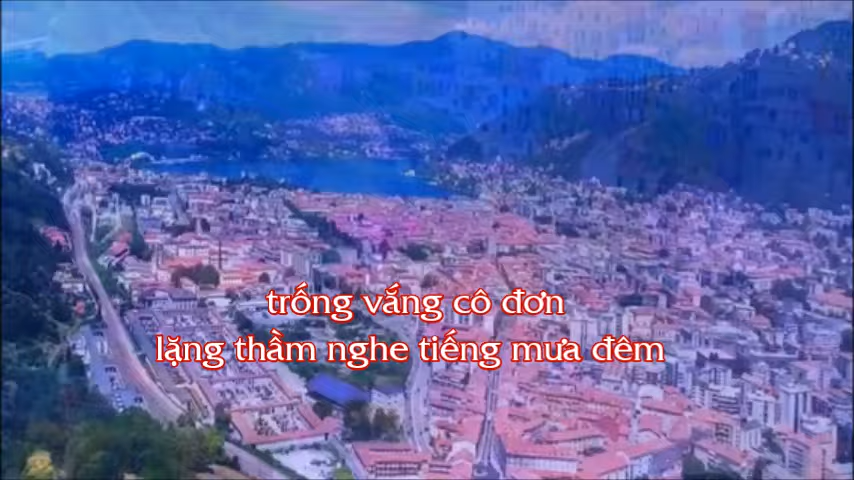 trống vắng cô đơn
lặng thầm nghe tiếng mưa đêm